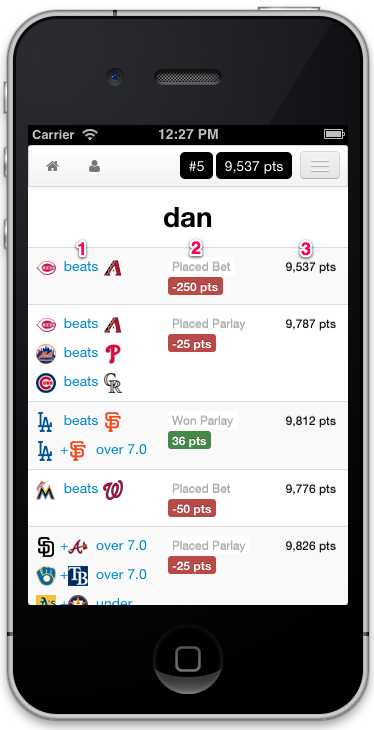 Carrier 12:27 PM
#5 9,537 pts
dan
1 2 3
beats Placed Bet 9,537 pts
-250 pts
beats Placed Parlay 9,787 pts
-25 pts
beats
beats
beats Won Parlay 9,812 pts
36 pts
+ over 7.0
beats Placed Bet 9,776 pts
-50 pts
+ over 7.0 Placed Parlay 9,826 pts
-25 pts
+ over 7.0
A's + under